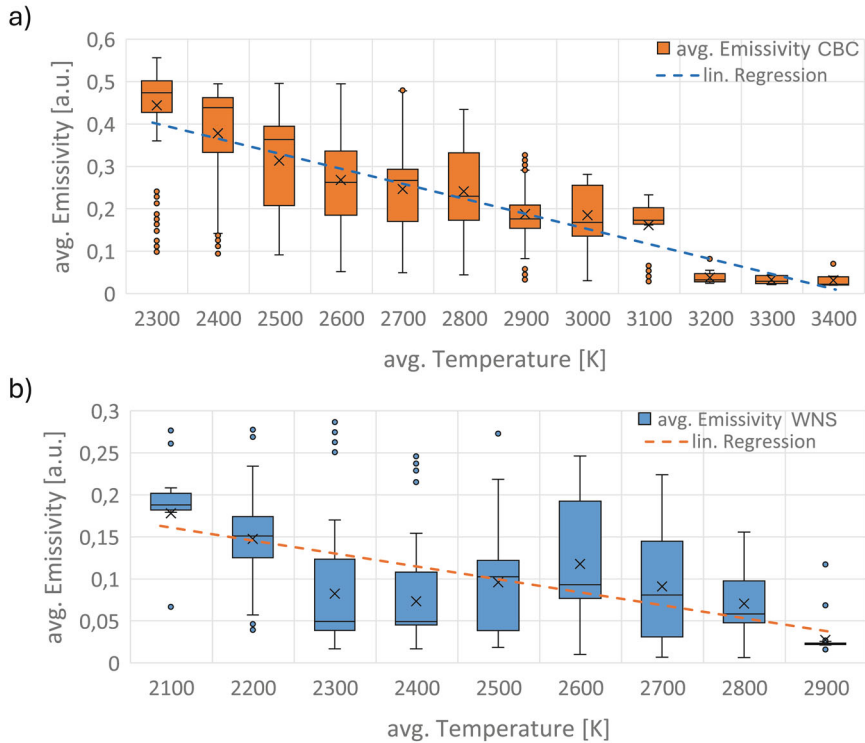 a)
avg. Emissivity [a.u.]
0,6
0,5
0,4
0,3
0,2
0,1
0
avg. Emissivity CBC
lin. Regression
2300 2400 2500 2600 2700 2800 2900 3000 3100 3200 3300 3400
avg. Temperature [K]
b)
avg. Emissivity [a.u.]
0,3
0,25
0,2
0,15
0,1
0,05
0
avg. Emissivity WNS
lin. Regression
2100 2200 2300 2400 2500 2600 2700 2800 2900
avg. Temperature [K]